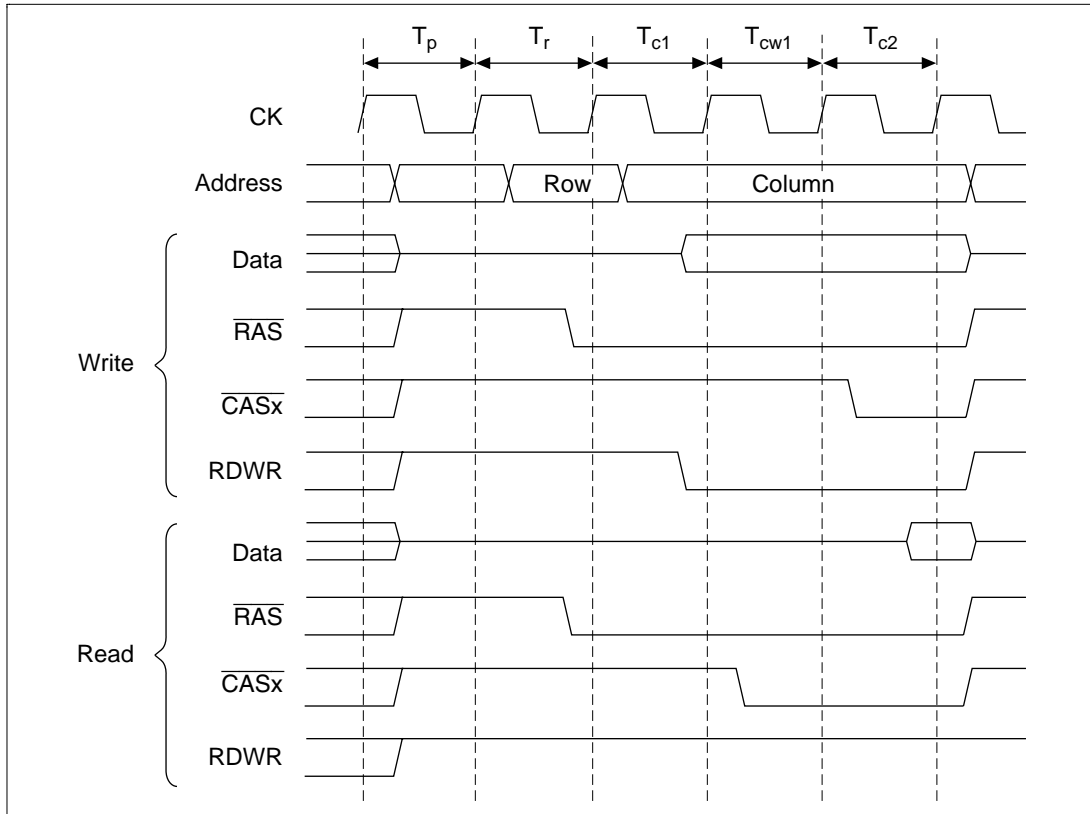 Tp Tr Tc1 Tcw1 Tc2
CK
Address Row Column
Data
RAS
Write
CASx
RDWR
Data
RAS
Read
CASx
RDWR